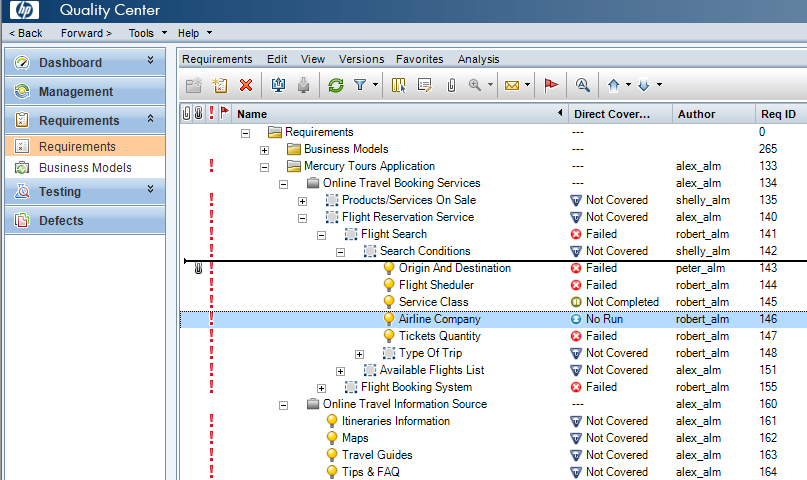 hp Quality Center
< Back Forward > Tools Help
Requirements Edit View Versions Favorites Analysis
Dashboard
Management
Requirements
Requirements
Business Models
Testing
Defects
! Name Direct Cover... Author Req ID
Requirements --- 0
Business Models --- 265
! Mercury Tours Application --- alex_alm 133
Online Travel Booking Services --- alex_alm 134
! Products/Services On Sale Not Covered shelly_alm 135
! Flight Reservation Service Not Covered alex_alm 140
! Flight Search Failed robert_alm 141
! Search Conditions Not Covered shelly_alm 142
! Origin And Destination Failed peter_alm 143
! Flight Sheduler Failed robert_alm 144
! Service Class Not Completed robert_alm 145
! Airline Company No Run robert_alm 146
! Tickets Quantity Failed robert_alm 147
! Type Of Trip Not Covered robert_alm 148
! Available Flights List Not Covered alex_alm 151
! Flight Booking System Failed robert_alm 155
Online Travel Information Source --- alex_alm 160
! Itineraries Information Not Covered alex_alm 161
! Maps Not Covered alex_alm 162
! Travel Guides Not Covered alex_alm 163
! Tips & FAQ Not Covered alex_alm 164